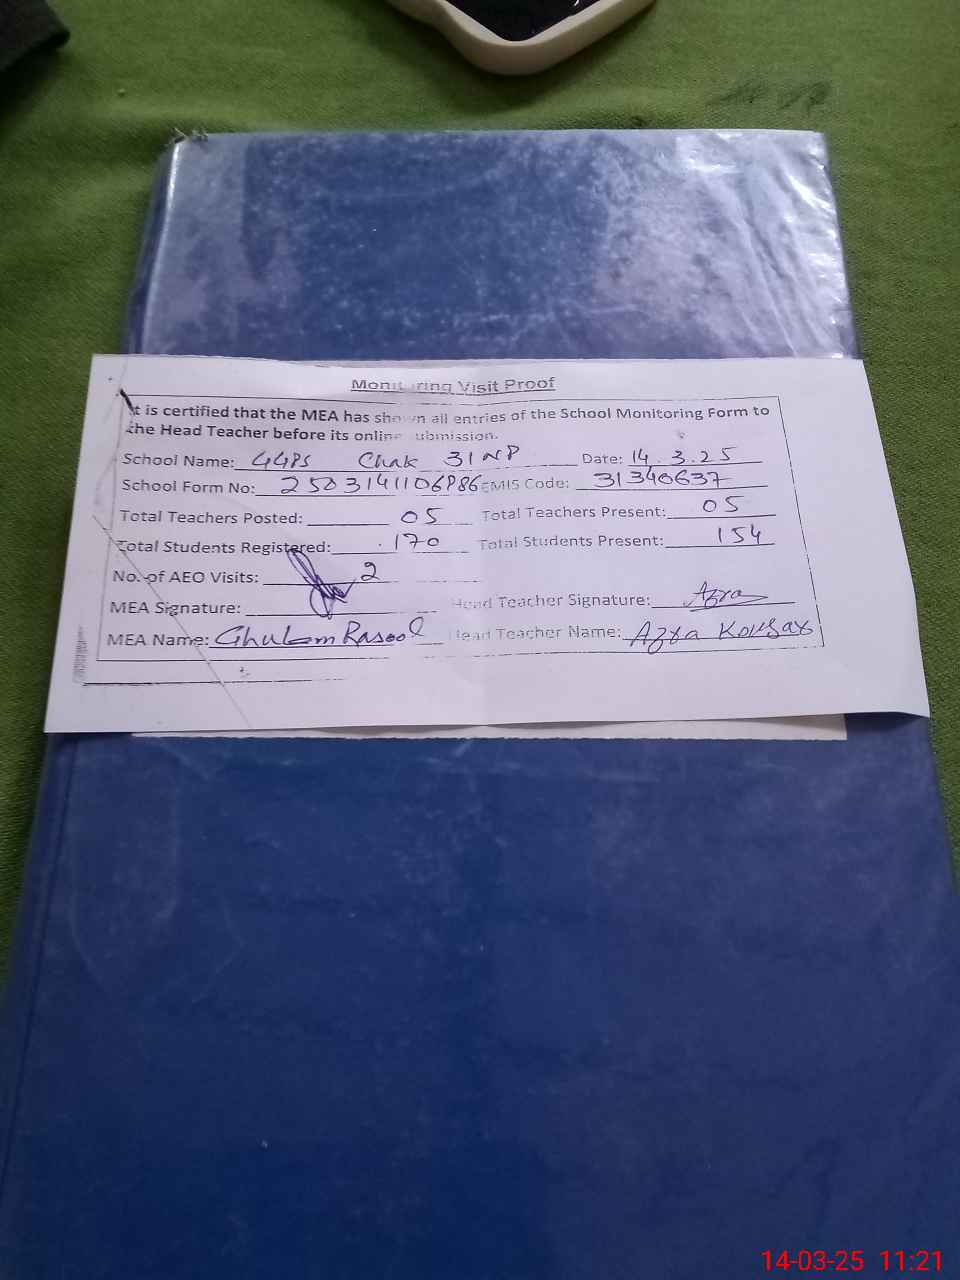 Monitoring Visit Proof
It is certified that the MEA has shown all entries of the School Monitoring Form to
the Head Teacher before its online submission.
School Name: GGPS Chak 31NP Date: 14.3.25
School Form No: 2503141106986 EMIS Code: 31340637
Total Teachers Posted: 05 Total Teachers Present: 05
Total Students Registered: 170 Total Students Present: 154
No. of AEO Visits: 2
MEA Signature: Head Teacher Signature: Azra
MEA Name: Ghulam Rasool Head Teacher Name: Azra Kousar
14-03-25 11:21